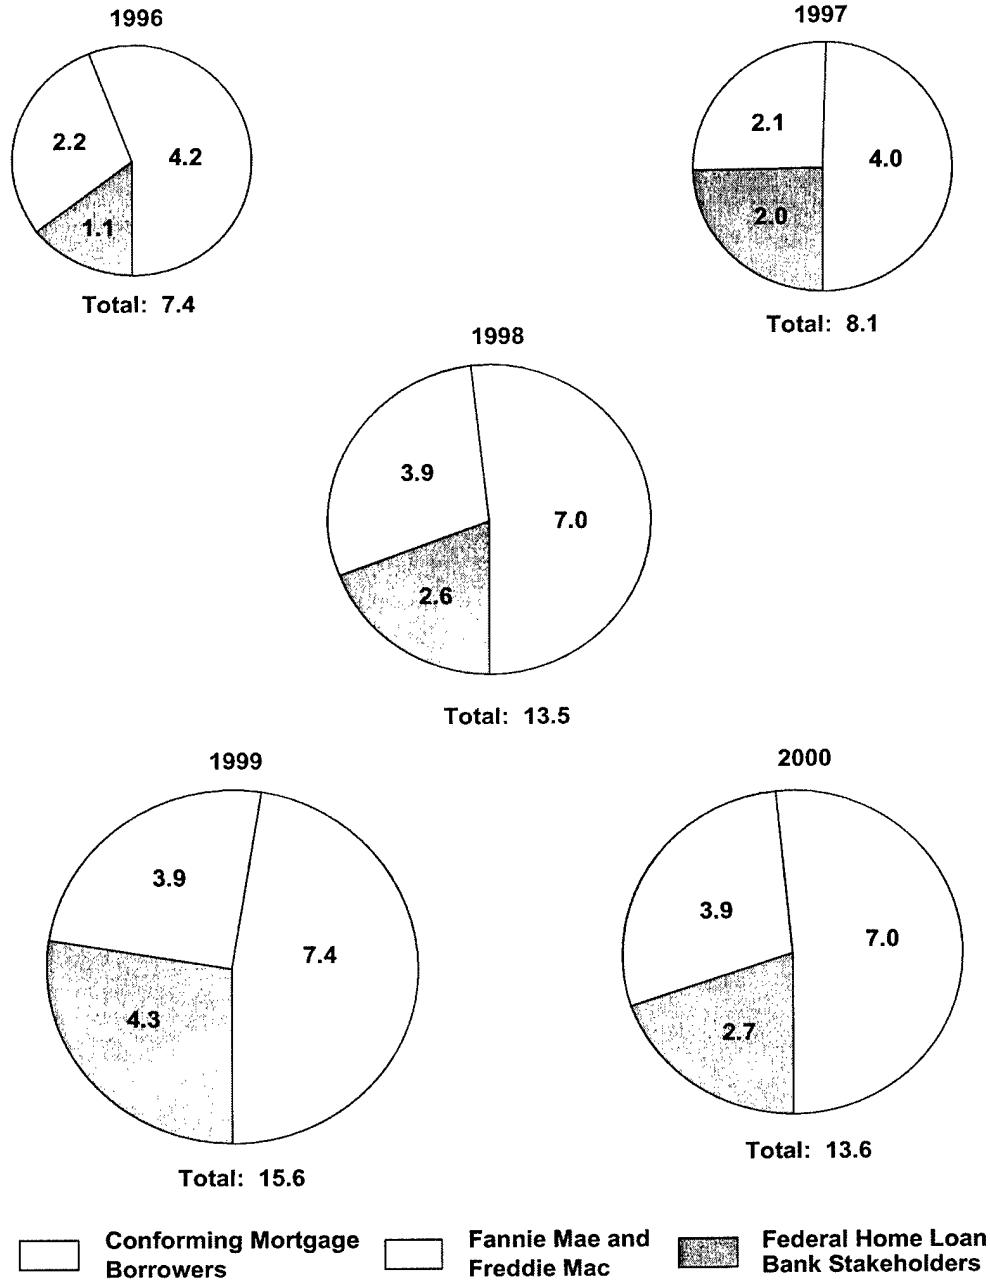 1996
1997
2.2
4.2
1.1
Total: 7.4
2.1
4.0
2.0
Total: 8.1
1998
3.9
7.0
2.6
Total: 13.5
1999
2000
3.9
7.4
4.3
Total: 15.6
3.9
7.0
2.7
Total: 13.6
Conforming Mortgage
Borrowers
Fannie Mae and
Freddie Mac
Federal Home Loan
Bank Stakeholders